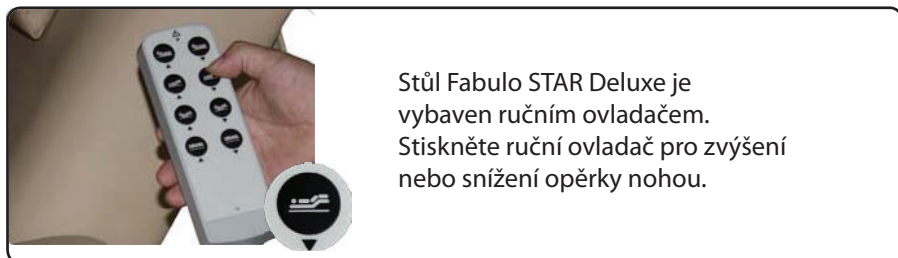 Stůl Fabulo STAR Deluxe je
vybaven ručním ovladačem.
Stiskněte ruční ovladač pro zvýšení
nebo snížení opěrky nohou.